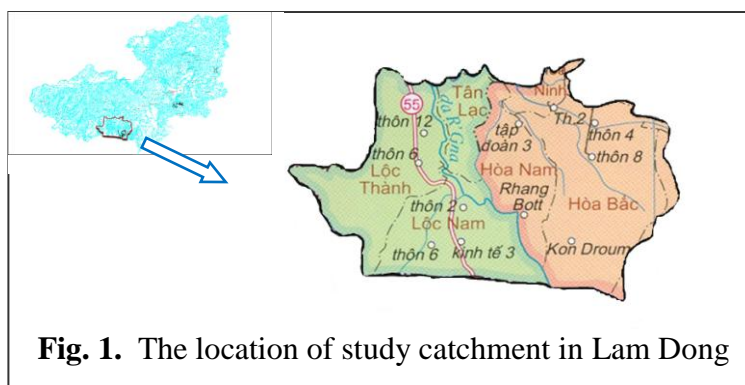 55
Tân
Lạc
Ninh
thôn 12
Th.2
thôn 4
tập
đoàn 3
thôn 6
thôn 8
Lộc
Thành
Hòa Nam
Rhang
Bott
Hòa Bắc
thôn 2
Lộc Nam
thôn 6
kinh tế 3
Kon Droum
Fig. 1. The location of study catchment in Lam Dong